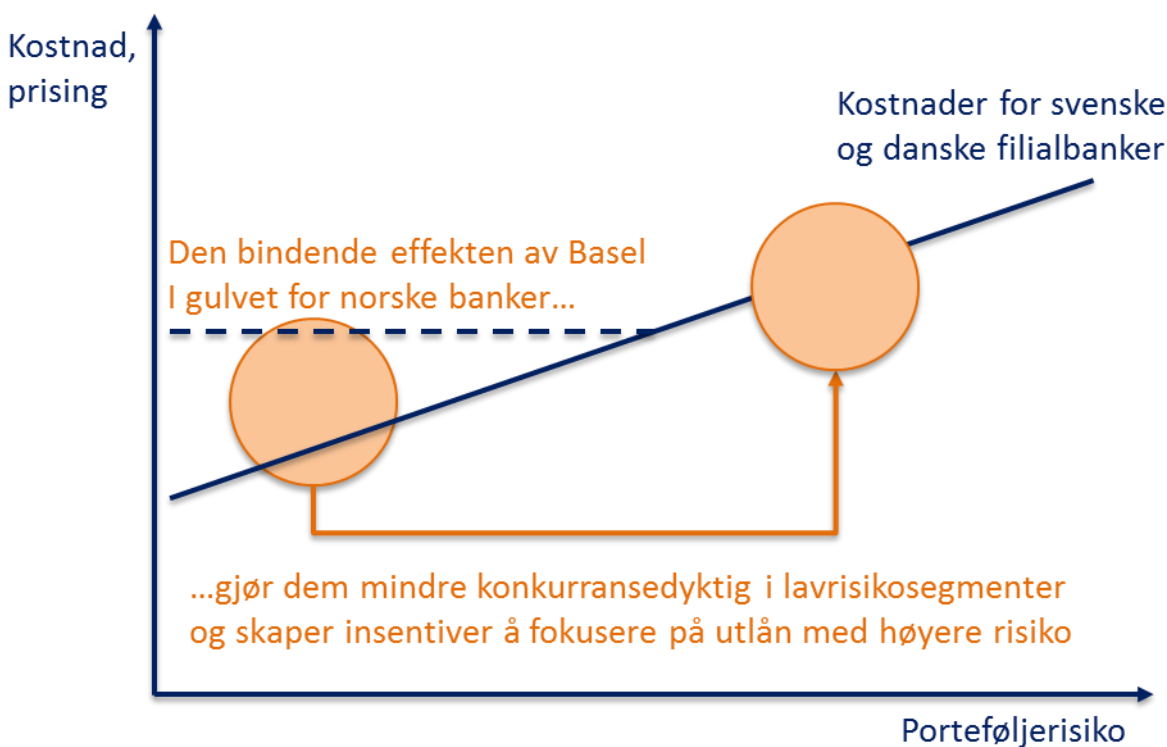 Kostnad,
prising
Kostnader for svenske
og danske filialbanker
Den bindende effekten av Basel
I gulvet for norske banker...
...gjør dem mindre konkurransedyktig i lavrisikosegmenter
og skaper insentiver å fokusere på utlån med høyere risiko
Porteføljerisiko